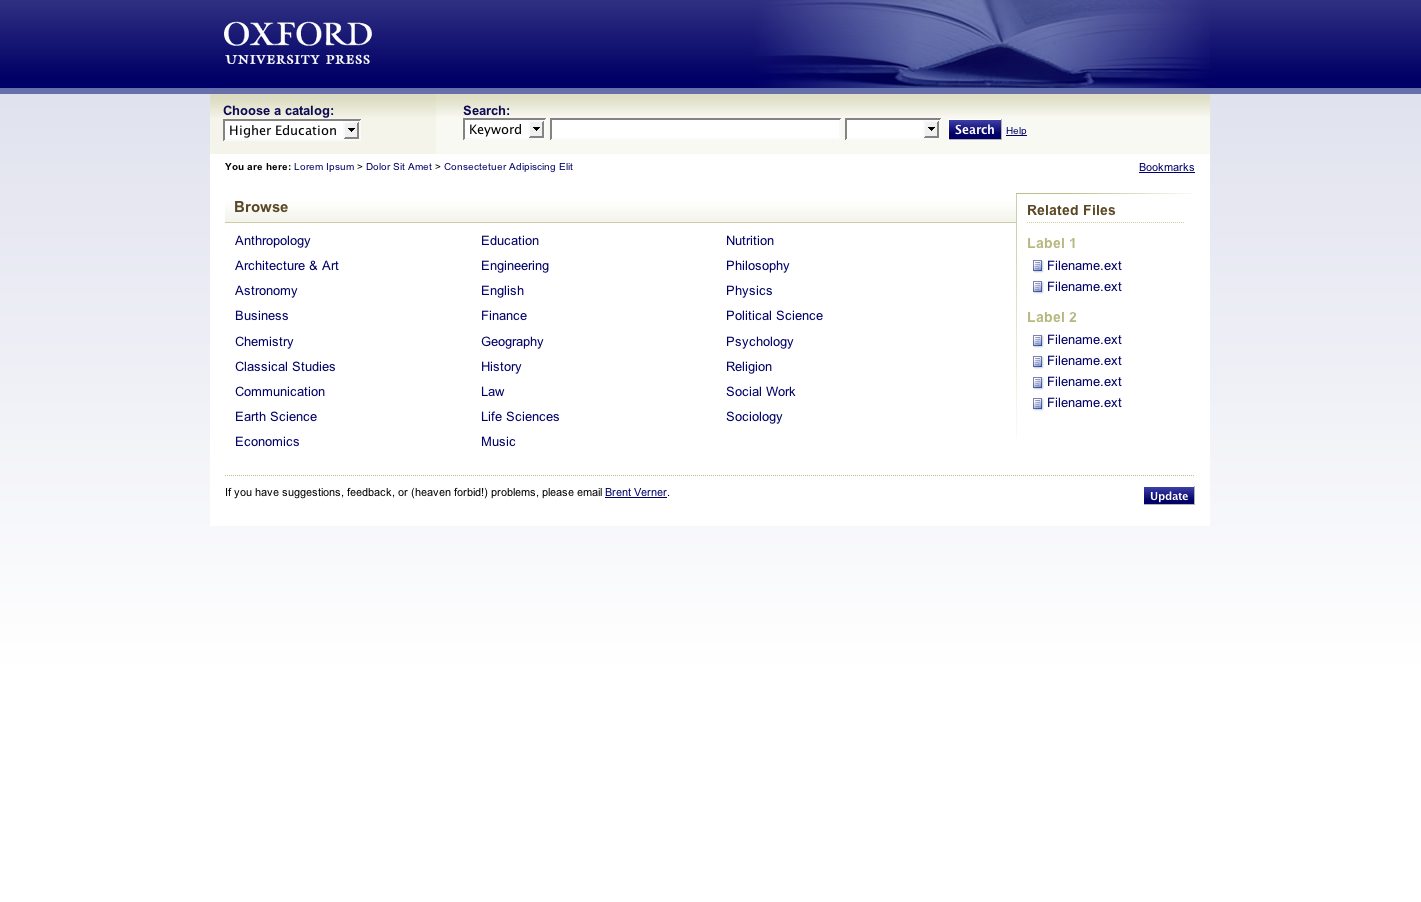 OXFORD
UNIVERSITY PRESS
Choose a catalog:
Higher Education
Search:
Keyword
Search
Help
You are here: Lorem Ipsum > Dolor Sit Amet > Consectetuer Adipiscing Elit
Bookmarks
Browse
Anthropology
Architecture & Art
Astronomy
Business
Chemistry
Classical Studies
Communication
Earth Science
Economics
Education
Engineering
English
Finance
Geography
History
Law
Life Sciences
Music
Nutrition
Philosophy
Physics
Political Science
Psychology
Religion
Social Work
Sociology
Related Files
Label 1
Filename.ext
Filename.ext
Label 2
Filename.ext
Filename.ext
Filename.ext
Filename.ext
If you have suggestions, feedback, or (heaven forbid!) problems, please email Brent Verner.
Update